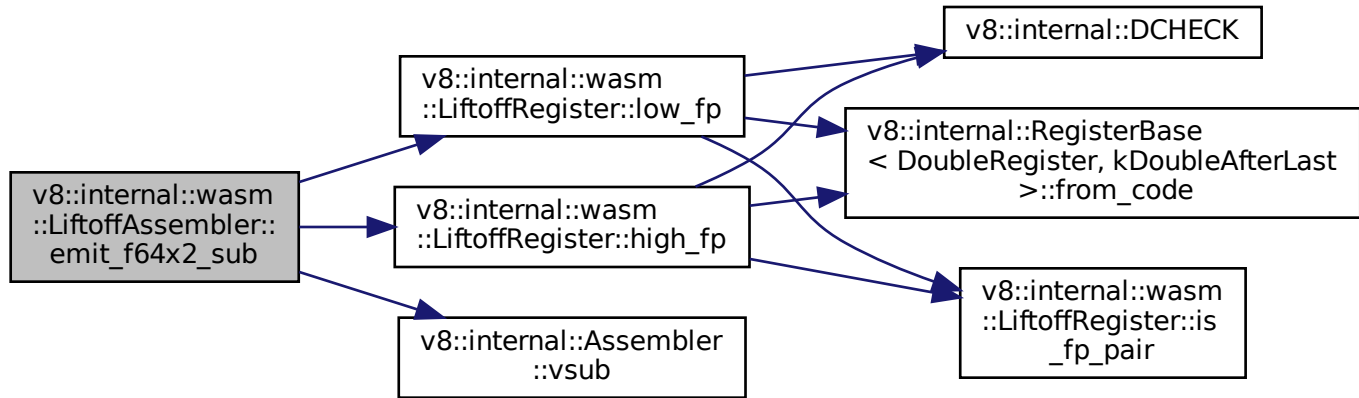 v8::internal::wasm
::LiftoffAssembler::
emit_f64x2_sub
v8::internal::wasm
::LiftoffRegister::low_fp
v8::internal::wasm
::LiftoffRegister::high_fp
v8::internal::Assembler
::vsub
v8::internal::DCHECK
v8::internal::RegisterBase
< DoubleRegister, kDoubleAfterLast
>::from_code
v8::internal::wasm
::LiftoffRegister::is
_fp_pair